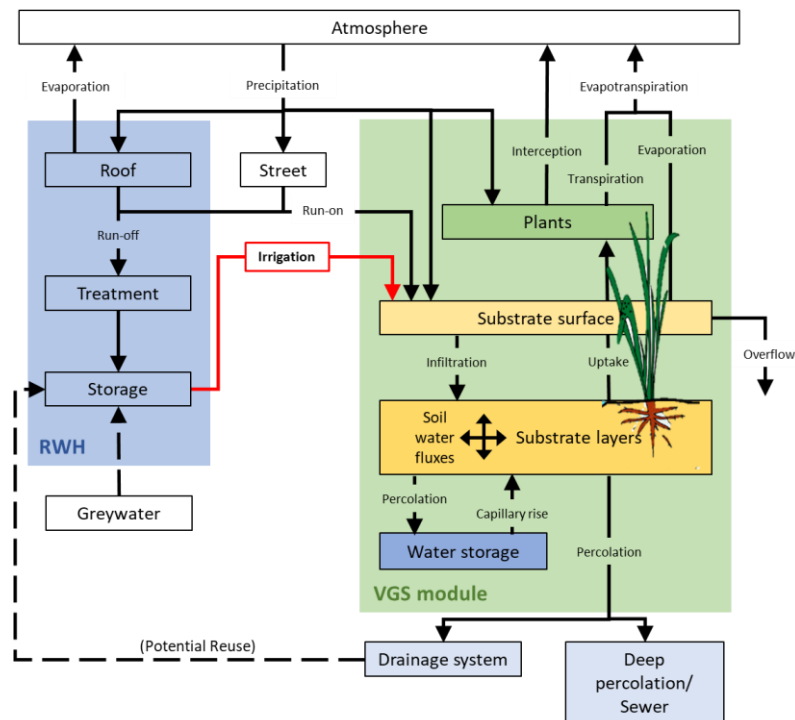 Atmosphere
Evaporation
Precipitation
Evapotranspiration
Roof
Street
Interception
Evaporation
Transpiration
Run-on
Plants
Run-off
Irrigation
Treatment
Substrate surface
Infiltration
Uptake
Overflow
Storage
Soil
water
fluxes
Substrate layers
RWH
Greywater
Percolation
Capillary rise
Water storage
Percolation
VGS module
(Potential Reuse)
Drainage system
Deep
percolation/
Sewer